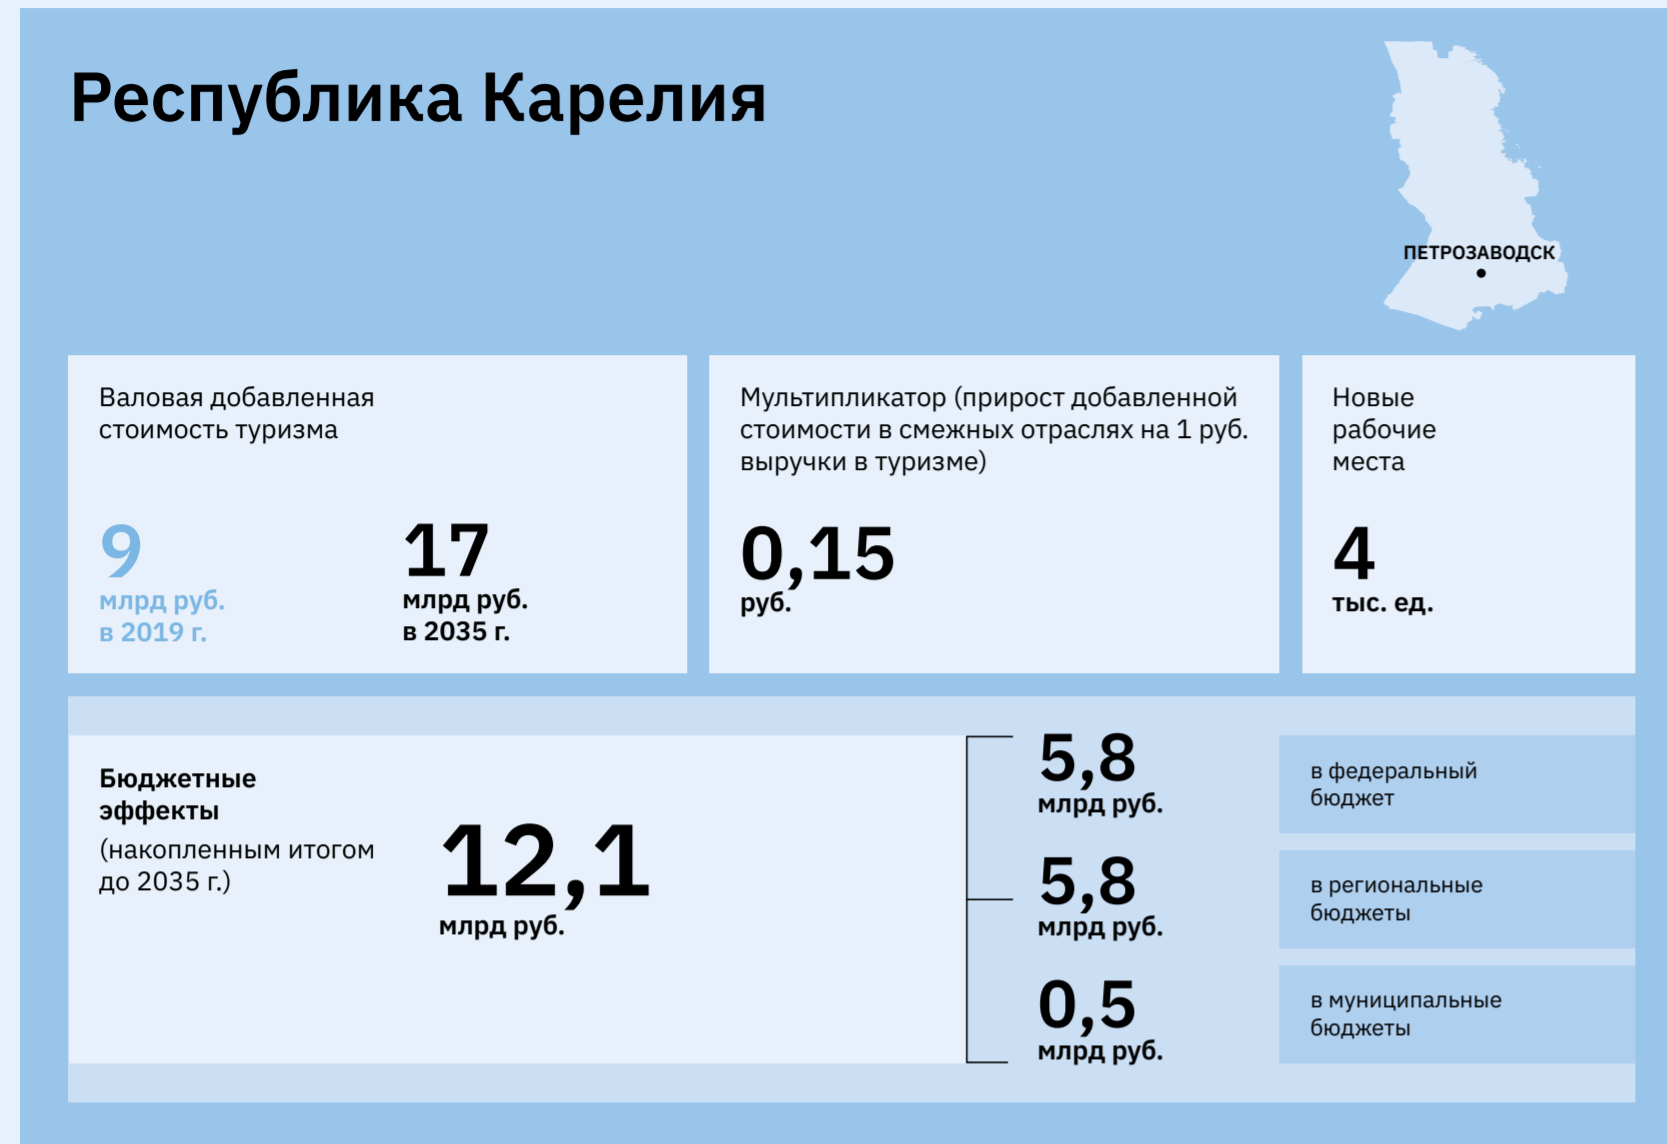 Республика Карелия
ПЕТРОЗАВОДСК
Валовая добавленная
стоимость туризма
9
млрд руб.
в 2019 г.
17
млрд руб.
в 2035 г.
Мультипликатор (прирост добавленной
стоимости в смежных отраслях на 1 руб.
выручки в туризме)
0,15
руб.
Новые
рабочие
места
4
тыс. ед.
Бюджетные
эффекты
(накопленным итогом
до 2035 г.)
12,1
млрд руб.
5,8
млрд руб.
в федеральный
бюджет
5,8
млрд руб.
в региональные
бюджеты
0,5
млрд руб.
в муниципальные
бюджеты